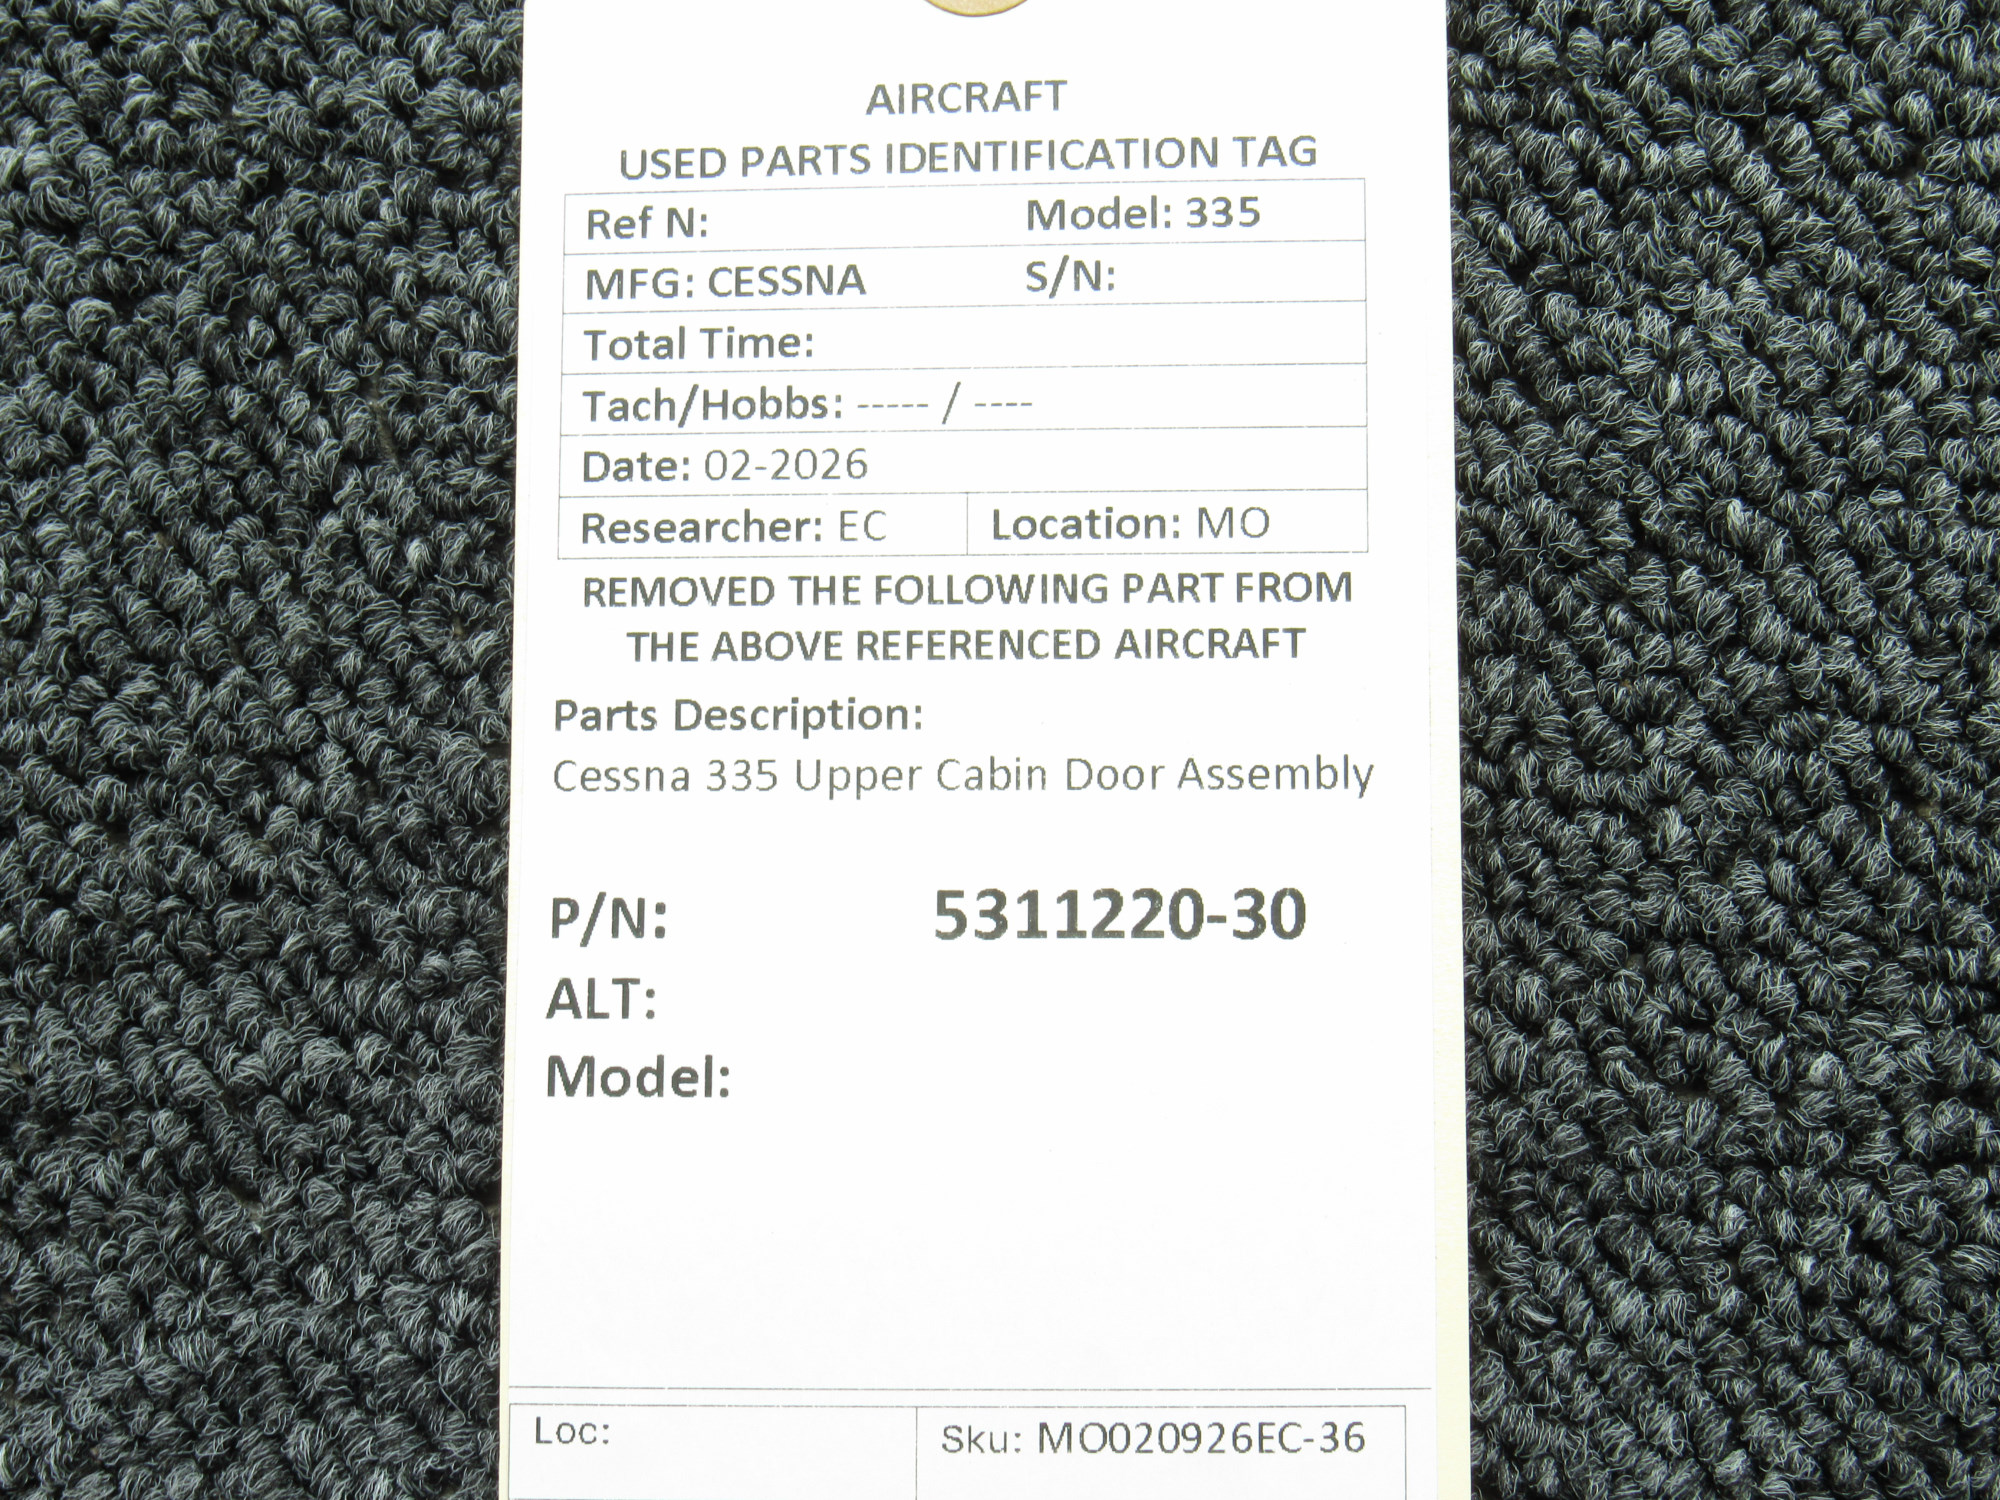 AIRCRAFT
USED PARTS IDENTIFICATION TAG
Ref N: Model: 335
MFG: CESSNA S/N:
Total Time:
Tach/Hobbs: ----- / ----
Date: 02-2026
Researcher: EC Location: MO
REMOVED THE FOLLOWING PART FROM
THE ABOVE REFERENCED AIRCRAFT
Parts Description:
Cessna 335 Upper Cabin Door Assembly
P/N: 5311220-30
ALT:
Model:
Loc: Sku: MO020926EC-36